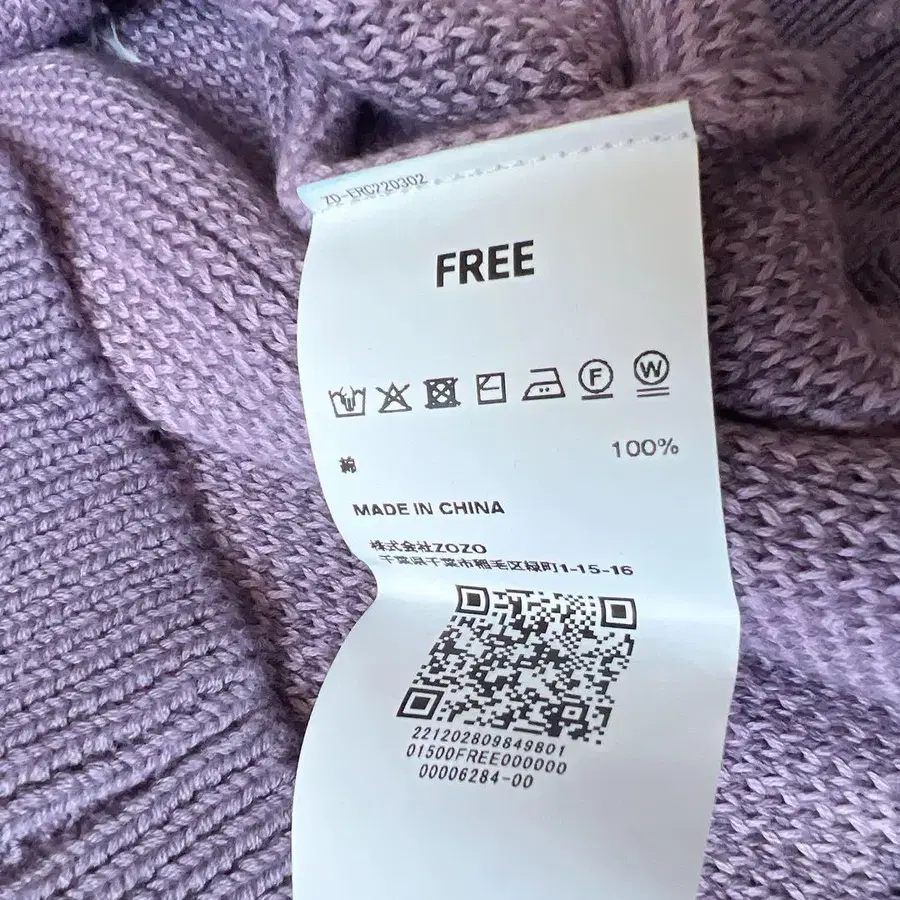 ZD-ERC220302
FREE
F W
綿 100%
MADE IN CHINA
株式会社ZOZO
千葉県千葉市稲毛区緑町1-15-16
221202809849801
01500FREE000000
00006284-00